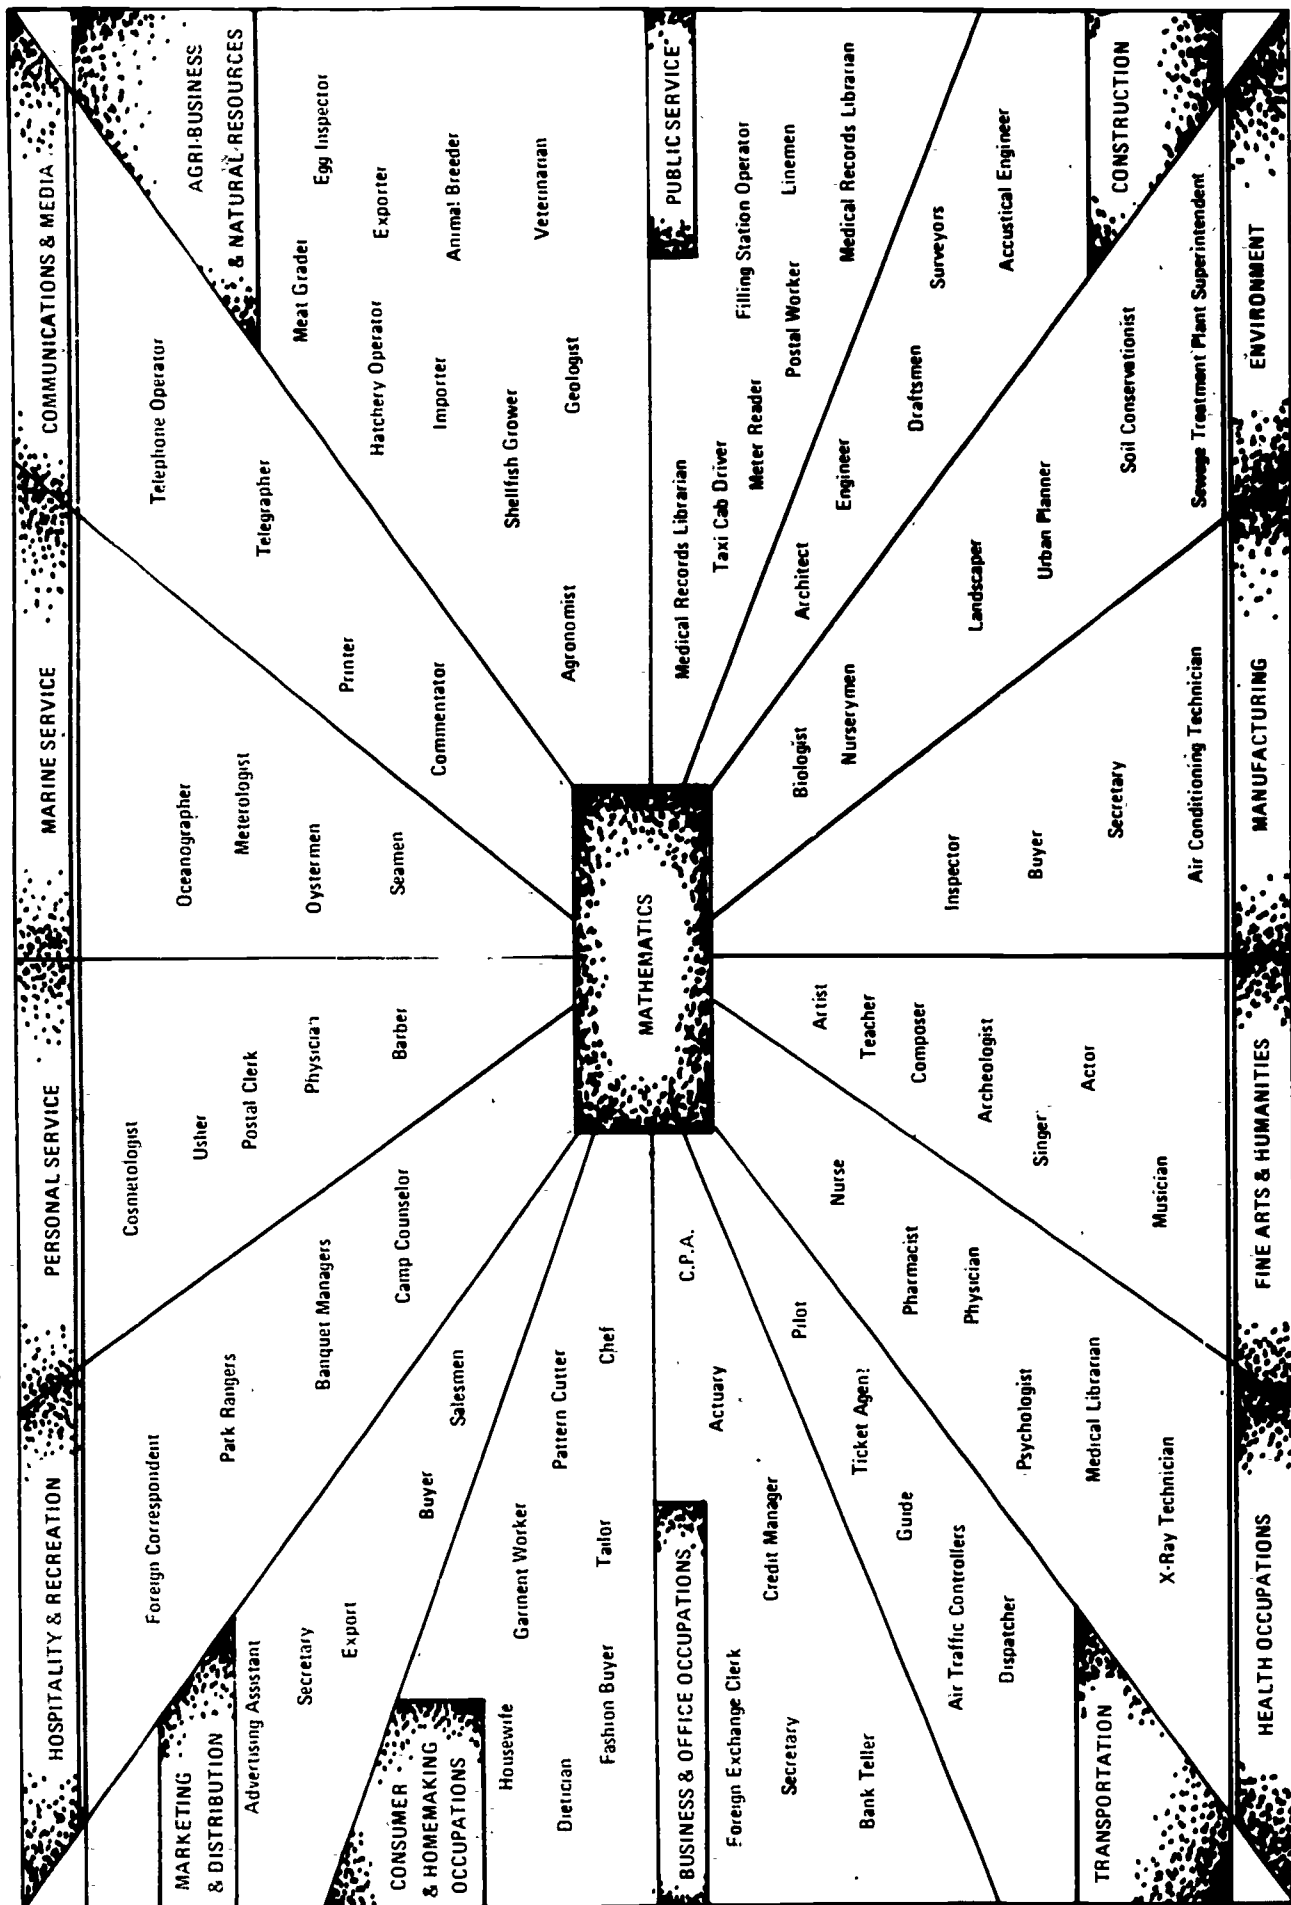 HOSPITALITY & RECREATION
PERSONAL SERVICE
MARINE SERVICE
COMMUNICATIONS & MEDIA
Foreign Correspondent
Park Rangers
Banquet Managers
Camp Counselor
Cosmetologist
Usher
Postal Clerk
Physician
Barber
Oceanographer
Meterologist
Oystermen
Seamen
Telephone Operator
Telegrapher
Printer
Commentator
MARKETING
& DISTRIBUTION
Advertising Assistant
Secretary
Export
Buyer
Salesmen
AGRI-BUSINESS
& NATURAL RESOURCES
Egg Inspector
Meat Grader
Exporter
Hatchery Operator
Animal Breeder
Importer
Shellfish Grower
Veterinarian
Geologist
Agronomist
CONSUMER
& HOMEMAKING
OCCUPATIONS
Housewife
Garment Worker
Pattern Cutter
Dietician
Fashion Buyer
Tailor
Chef
MATHEMATICS
PUBLIC SERVICE
Medical Records Librarian
Taxi Cab Driver
Filling Station Operator
Meter Reader
Linemen
Postal Worker
Medical Records Librarian
BUSINESS & OFFICE OCCUPATIONS
C.P.A.
Actuary
Foreign Exchange Clerk
Credit Manager
Secretary
Bank Teller
CONSTRUCTION
Architect
Engineer
Draftsmen
Surveyors
Accustical Engineer
TRANSPORTATION
Pilot
Ticket Agent
Guide
Air Traffic Controllers
Dispatcher
Nurse
Pharmacist
Physician
Psychologist
Medical Librarian
X-Ray Technician
Artist
Teacher
Composer
Archeologist
Singer
Actor
Musician
Inspector
Buyer
Secretary
Air Conditioning Technician
Biologist
Nurserymen
Landscaper
Urban Planner
Soil Conservationist
Sewage Treatment Plant Superintendent
HEALTH OCCUPATIONS
FINE ARTS & HUMANITIES
MANUFACTURING
ENVIRONMENT